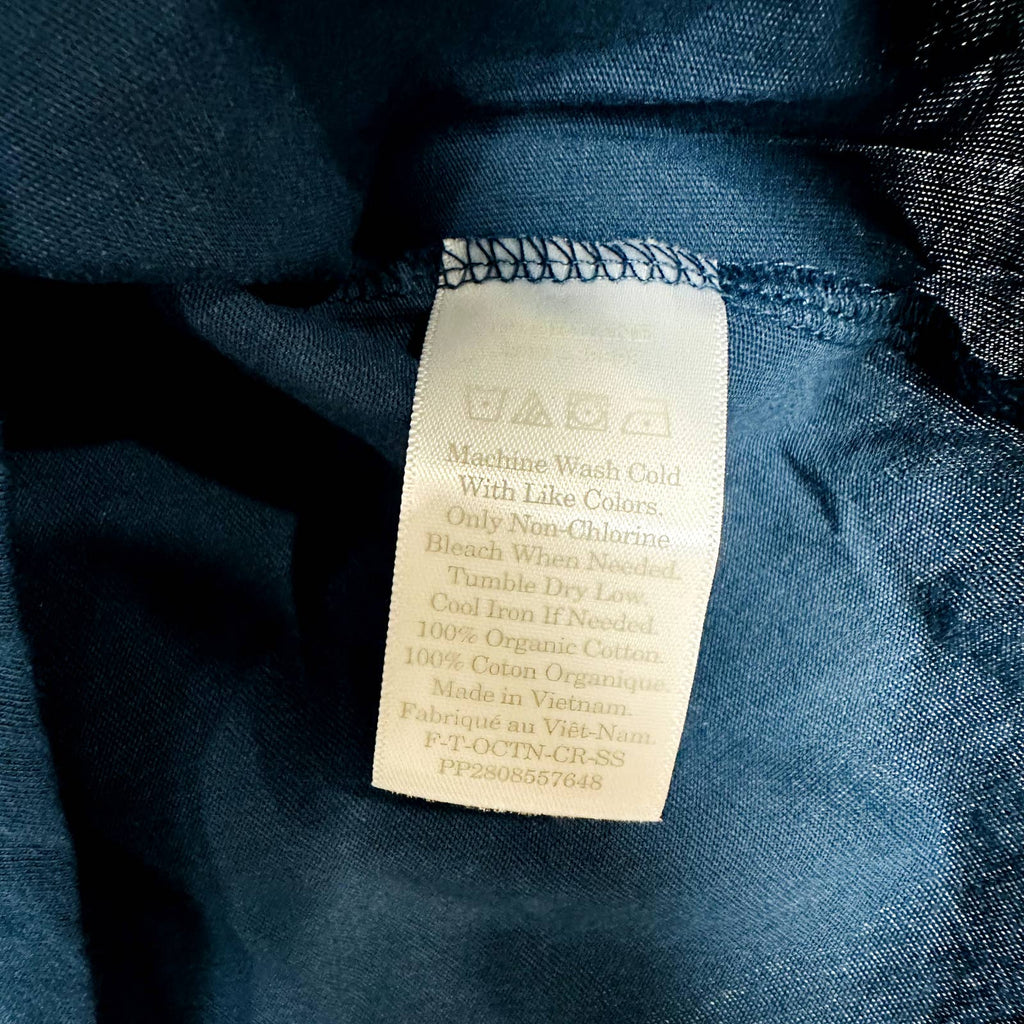 Machine Wash Cold
With Like Colors.
Only Non-Chlorine
Bleach When Needed.
Tumble Dry Low.
Cool Iron If Needed.
100% Organic Cotton.
100% Coton Organique.
Made in Vietnam.
Fabriqué au Viêt-Nam.
F-T-OCTN-CR-SS
PP2808557648